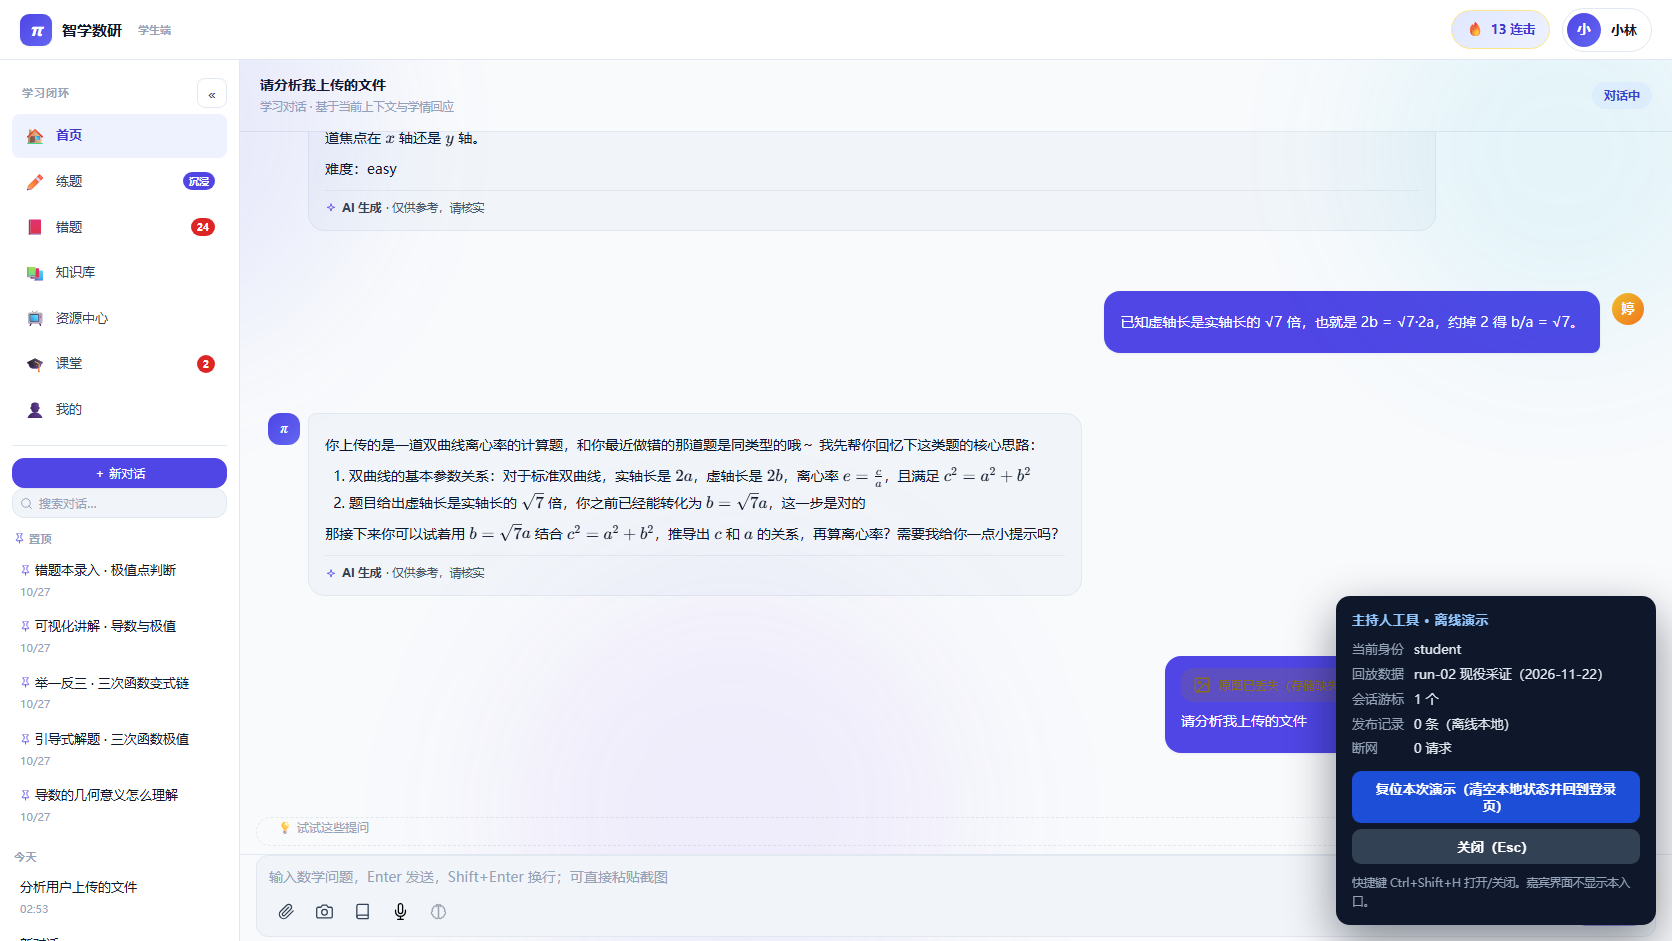 π 智学数研 学生端
13 连击
小 小林
学习闭环 «
首页
练题 沉浸
错题 24
知识库
资源中心
课堂 2
我的
+ 新对话
搜索对话...
置顶
错题本录入 · 极值点判断
10/27
可视化讲解 · 导数与极值
10/27
举一反三 · 三次函数变式链
10/27
引导式解题 · 三次函数极值
10/27
导数的几何意义怎么理解
10/27
今天
分析用户上传的文件
02:53
请分析我上传的文件
学习对话 · 基于当前上下文与学情回应
对话中
道焦点在 x 轴还是 y 轴。
难度：easy
AI 生成 · 仅供参考，请核实
已知虚轴长是实轴长的 √7 倍，也就是 2b = √7·2a，约掉 2 得 b/a = √7。
婷
π
你上传的是一道双曲线离心率的计算题，和你最近做错的那道题是同类型的哦～ 我先帮你回忆下这类题的核心思路：
1. 双曲线的基本参数关系：对于标准双曲线，实轴长是 2a，虚轴长是 2b，离心率 e = c/a，且满足 c² = a² + b²
2. 题目给出虚轴长是实轴长的 √7 倍，你之前已经能转化为 b = √7a，这一步是对的
那接下来你可以试着用 b = √7a 结合 c² = a² + b²，推导出 c 和 a 的关系，再算离心率？需要我给你一点小提示吗？
AI 生成 · 仅供参考，请核实
原图已丢失（存储缺
请分析我上传的文件
试试这些提问
输入数学问题，Enter 发送，Shift+Enter 换行；可直接粘贴截图
主持人工具 • 离线演示
当前身份 student
回放数据 run-02 现役采证（2026-11-22）
会话游标 1 个
发布记录 0 条（离线本地）
断网 0 请求
复位本次演示（清空本地状态并回到登录
页）
关闭（Esc）
快捷键 Ctrl+Shift+H 打开/关闭。嘉宾界面不显示本入
口。